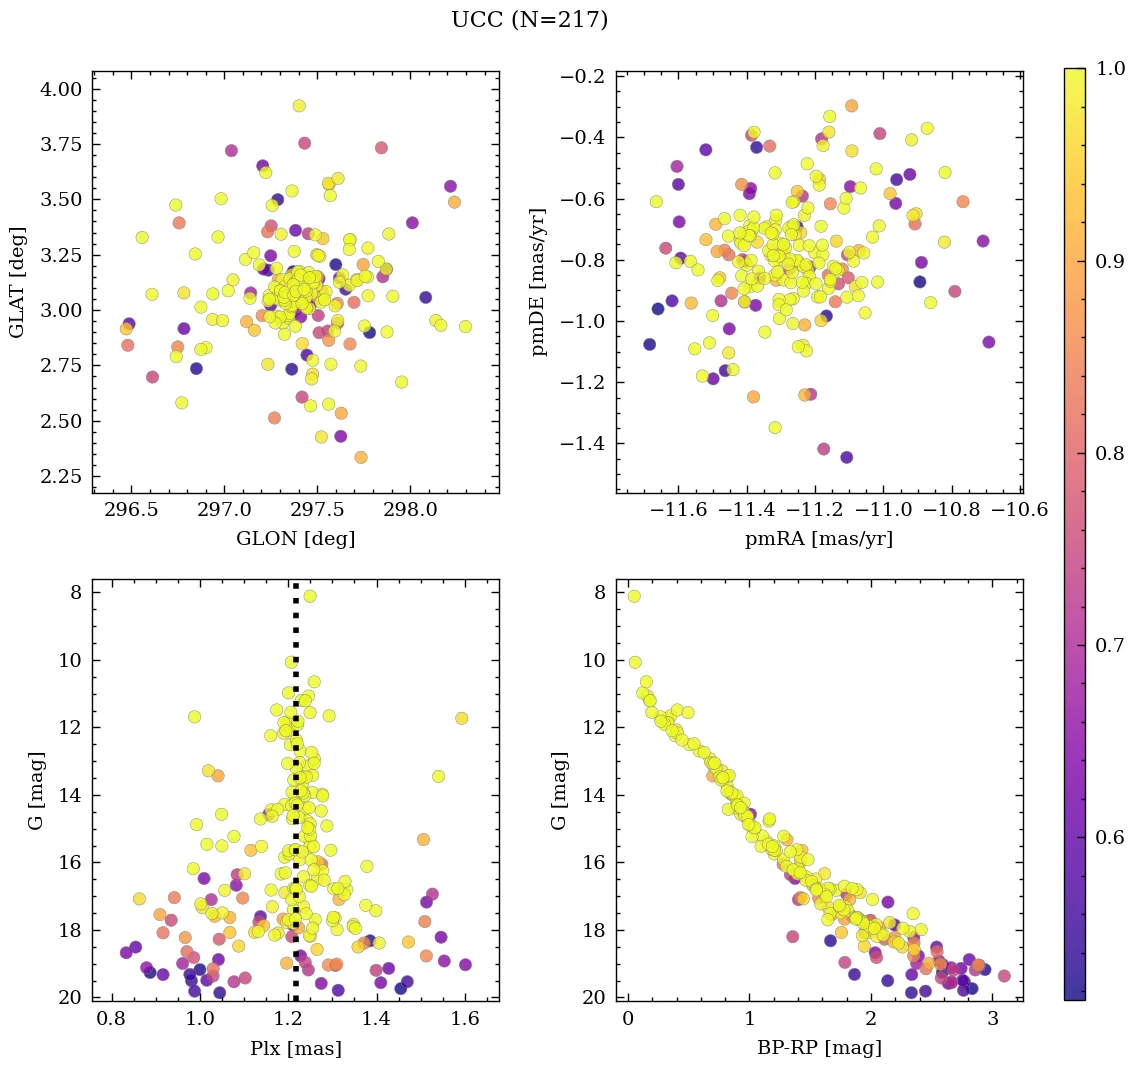 UCC (N=217)
4.00
3.75
3.50
3.25
3.00
2.75
2.50
2.25
GLAT [deg]
296.5 297.0 297.5 298.0
GLON [deg]
−0.2
−0.4
−0.6
−0.8
−1.0
−1.2
−1.4
pmDE [mas/yr]
−11.6 −11.4 −11.2 −11.0 −10.8 −10.6
pmRA [mas/yr]
1.0
0.9
0.8
0.7
0.6
8
10
12
14
16
18
20
G [mag]
0.8 1.0 1.2 1.4 1.6
Plx [mas]
8
10
12
14
16
18
20
G [mag]
0 1 2 3
BP-RP [mag]